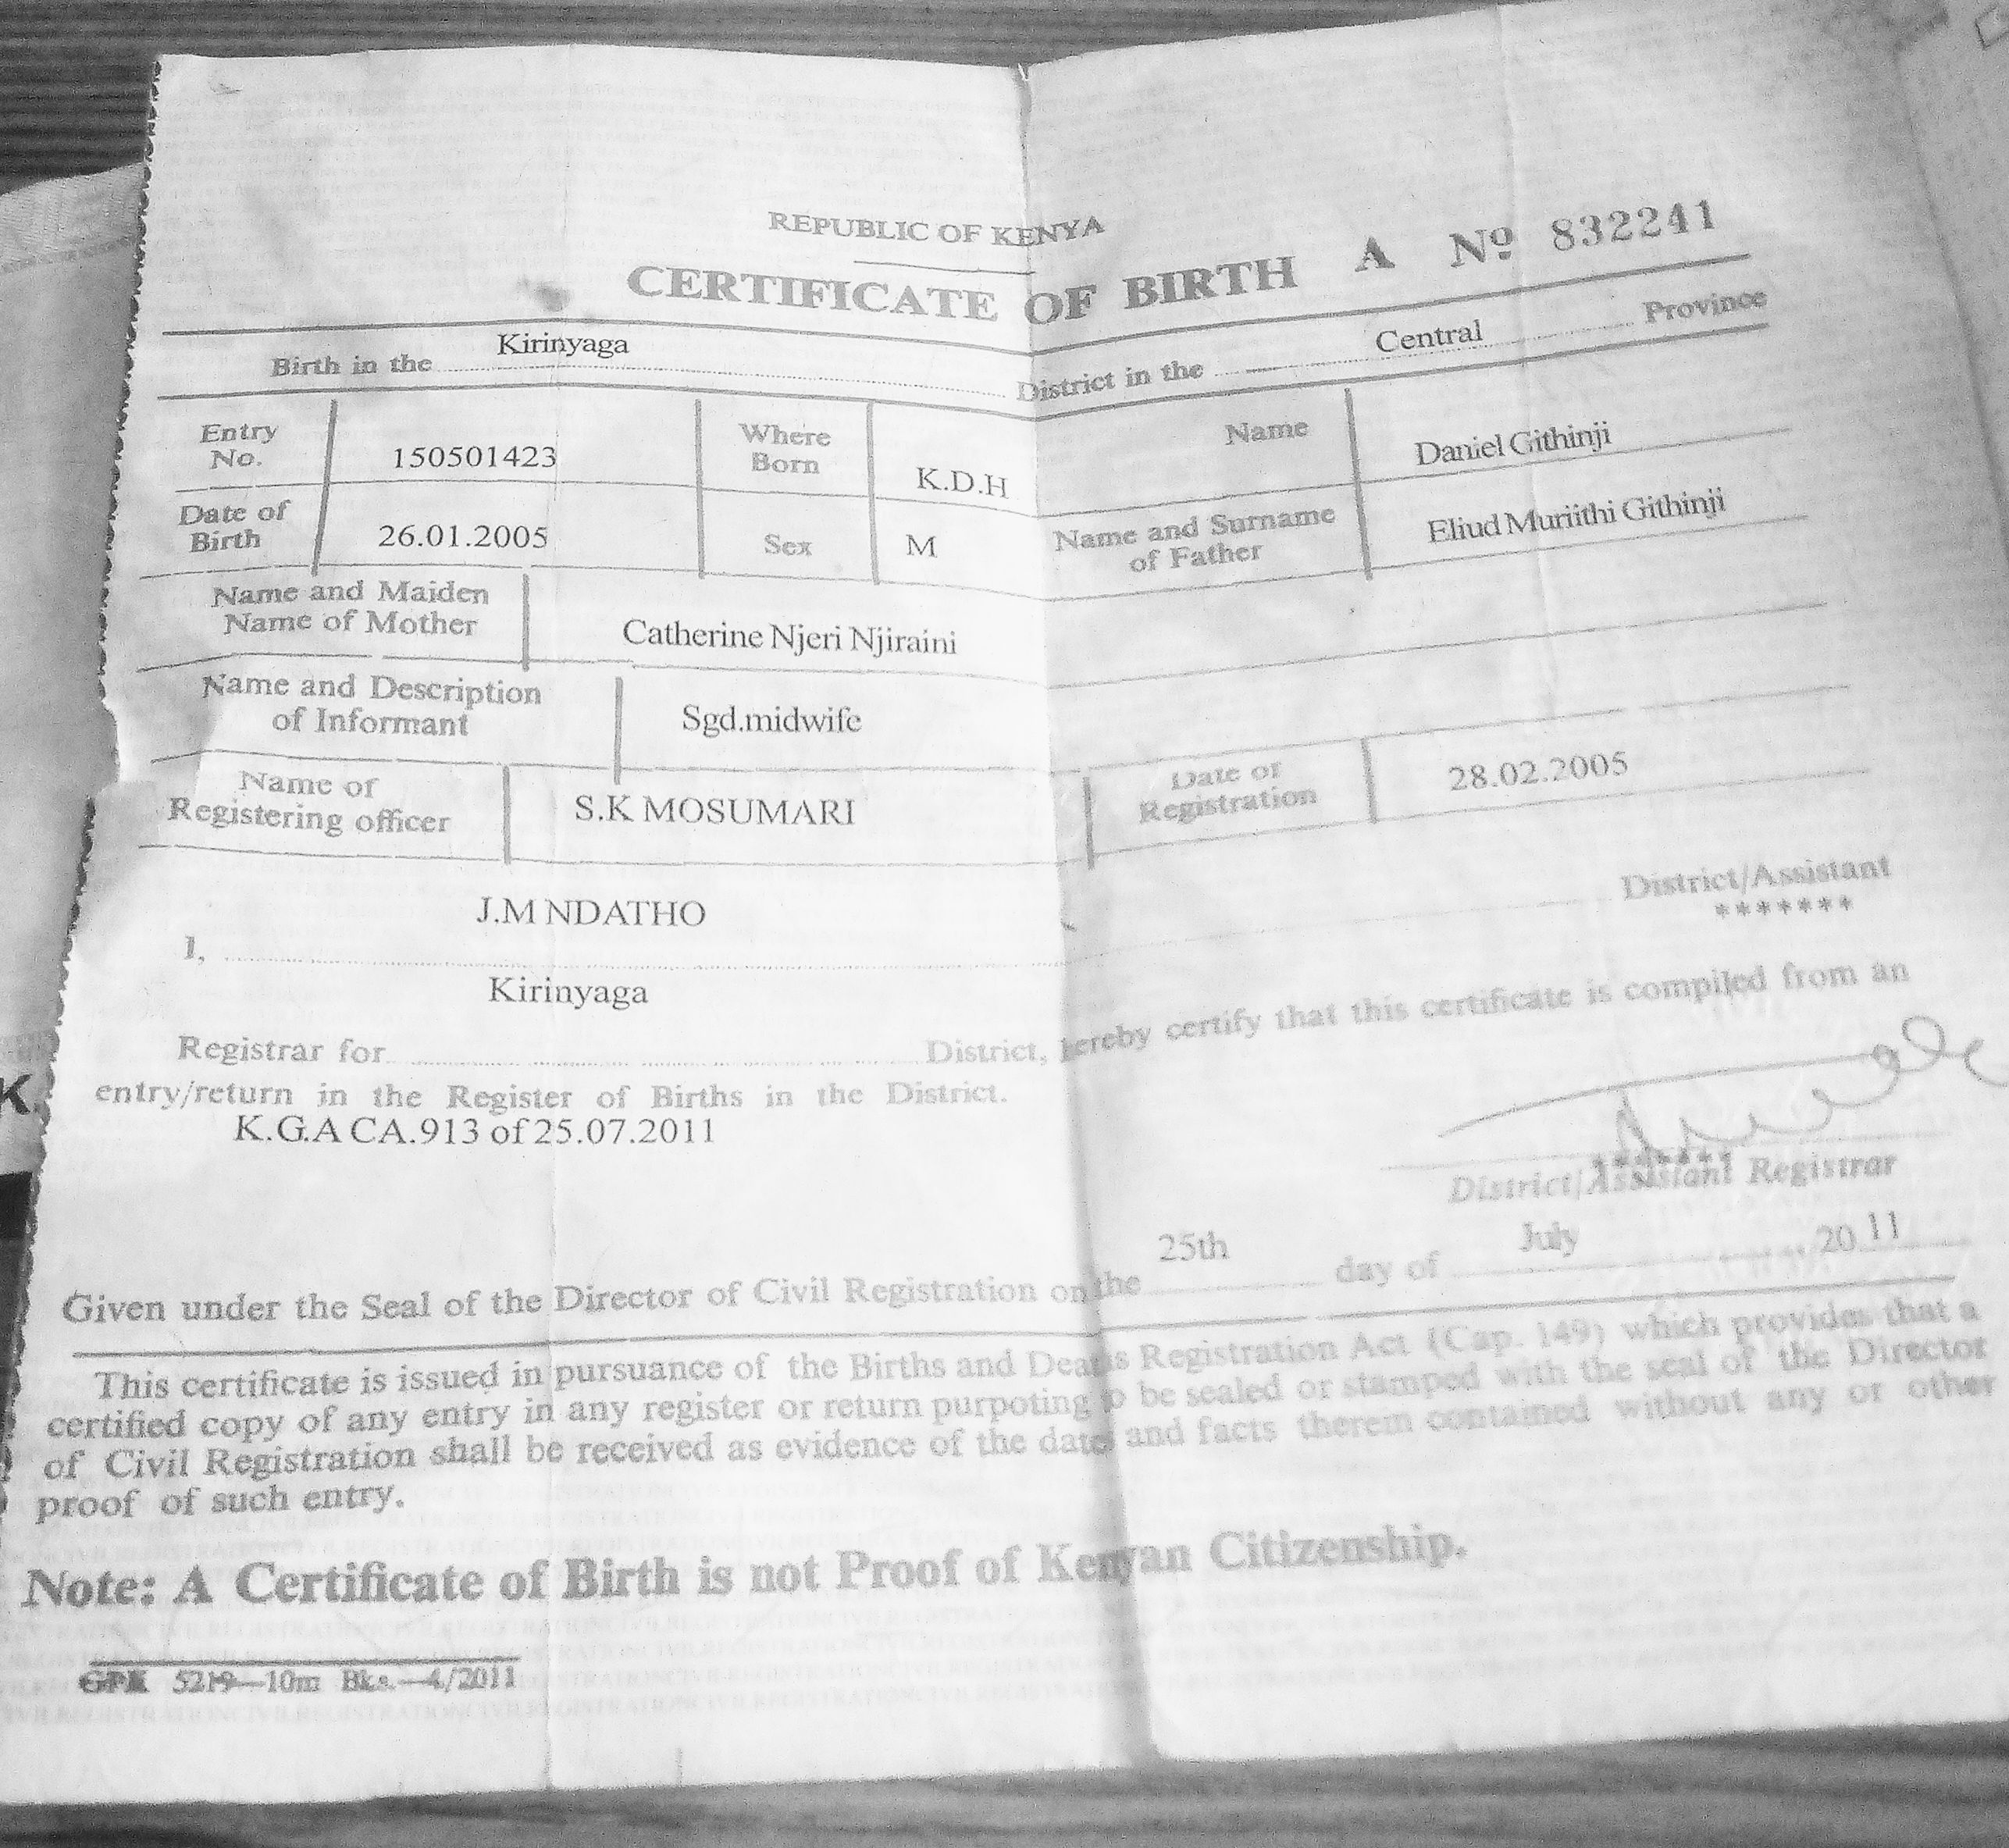 REPUBLIC OF KENYA
CERTIFICATE OF BIRTH A Nº 832241
Birth in the Kirinyaga District in the Central Province
Entry No. 150501423 Where Born K.D.H Name Daniel Githinji
Date of Birth 26.01.2005 Sex M Name and Surname of Father Eliud Muriithi Githinji
Name and Maiden Name of Mother Catherine Njeri Njiraini
Name and Description of Informant Sgd.midwife
Name of Registering officer S.K MOSUMARI Date of Registration 28.02.2005
I, J.M NDATHO District/Assistant
*******
Registrar for Kirinyaga District, hereby certify that this certificate is compiled from an
entry/return in the Register of Births in the District.
K.G.A CA.913 of 25.07.2011
District/Assistant Registrar
Given under the Seal of the Director of Civil Registration on the 25th day of July 2011
This certificate is issued in pursuance of the Births and Deaths Registration Act (Cap. 149) which provides that a
certified copy of any entry in any register or return purpoting to be sealed or stamped with the seal of the Director
of Civil Registration shall be received as evidence of the dates and facts therein contained without any or other
proof of such entry.
Note: A Certificate of Birth is not Proof of Kenyan Citizenship.
GPK 5219—10m Bks.—4/2011
K